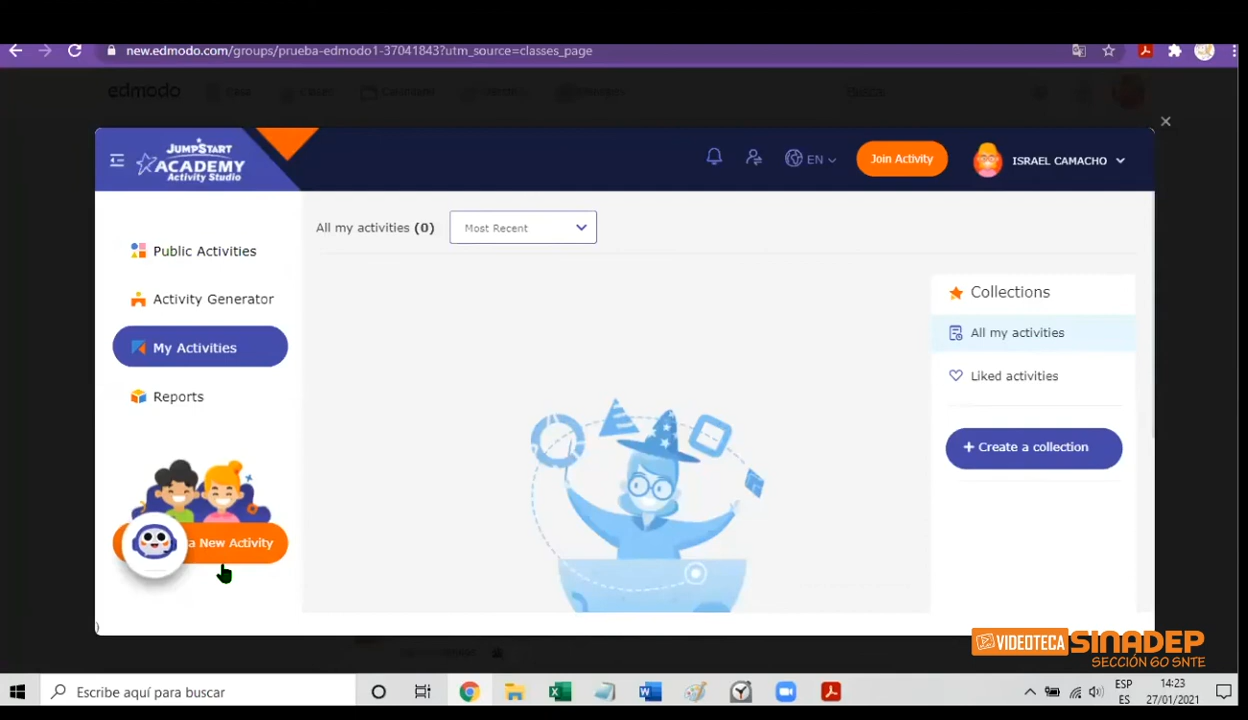 new.edmodo.com/groups/prueba-edmodo1-37041843?utm_source=classes_page
edmodo
JUMPSTART
ACADEMY
Activity Studio
EN
Join Activity
ISRAEL CAMACHO
Public Activities
Activity Generator
My Activities
Reports
a New Activity
All my activities (0)
Most Recent
Collections
All my activities
Liked activities
+ Create a collection
VIDEOTECA SINADEP
SECCIÓN 60 SNTE
Escribe aquí para buscar
ESP
ES
14:23
27/01/2021